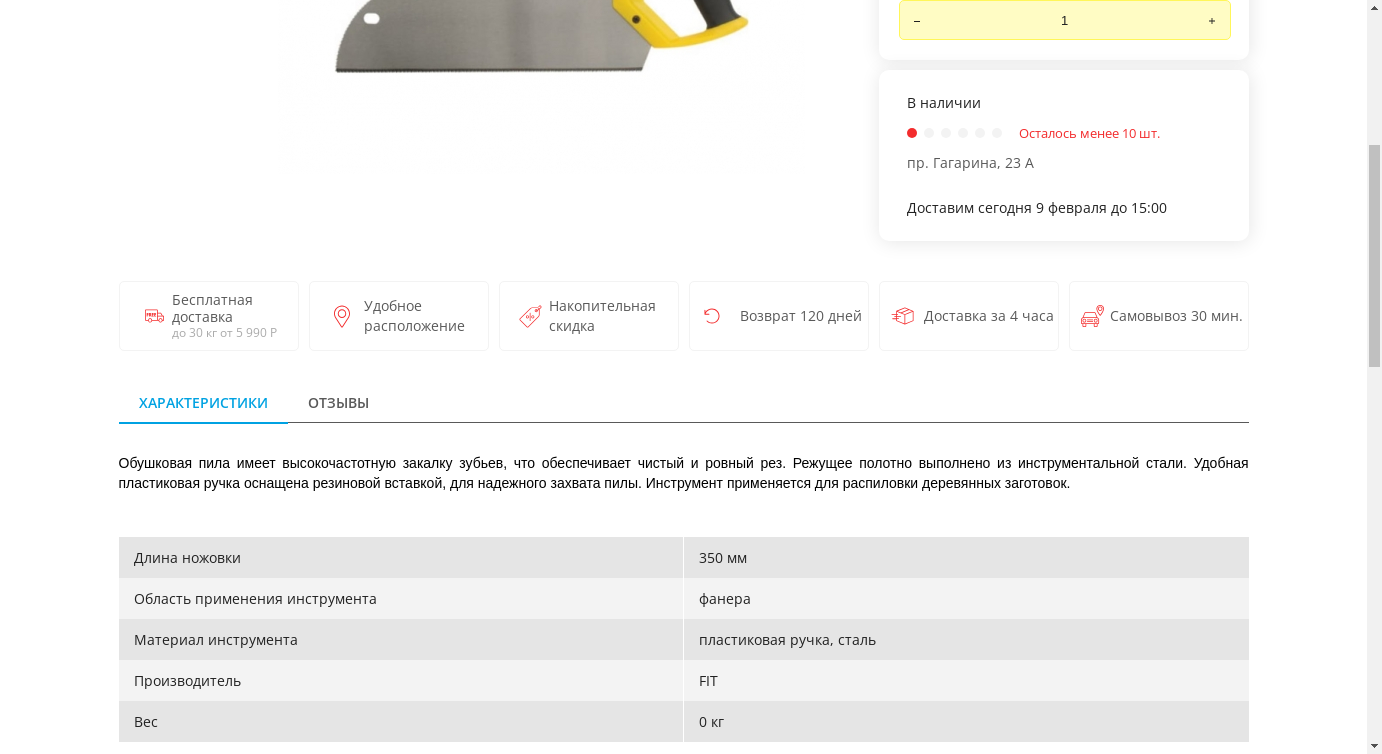 – 1 +
В наличии
Осталось менее 10 шт.
пр. Гагарина, 23 А
Доставим сегодня 9 февраля до 15:00
FREE
Бесплатная
доставка
до 30 кг от 5 990 Р
Удобное
расположение
Накопительная
скидка
Возврат 120 дней
Доставка за 4 часа
Самовывоз 30 мин.
ХАРАКТЕРИСТИКИ ОТЗЫВЫ
Обушковая пила имеет высокочастотную закалку зубьев, что обеспечивает чистый и ровный рез. Режущее полотно выполнено из инструментальной стали. Удобная
пластиковая ручка оснащена резиновой вставкой, для надежного захвата пилы. Инструмент применяется для распиловки деревянных заготовок.
Длина ножовки 350 мм
Область применения инструмента фанера
Материал инструмента пластиковая ручка, сталь
Производитель FIT
Вес 0 кг